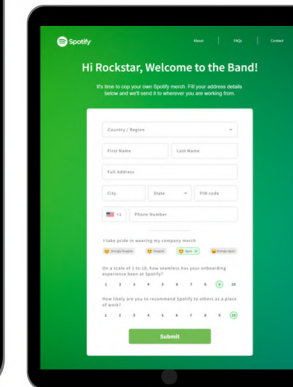 Spotify
About
FAQs
Contact
Hi Rockstar, Welcome to the Band!
It's time to cop your own Spotify merch. Fill your address details
below and we'll send it to wherever you are working from.
Country / Region
First Name
Last Name
Full Address
City
State
PIN code
+1
Phone Number
I take pride in wearing my company merch
Strongly Disagree
Disagree
Agree
Strongly Agree
On a scale of 1 to 10, how seamless has your onboarding
experience been at Spotify?
1 2 3 4 5 6 7 8 9 10
How likely are you to recommend Spotify to others as a place
of work?
1 2 3 4 5 6 7 8 9 10
Submit